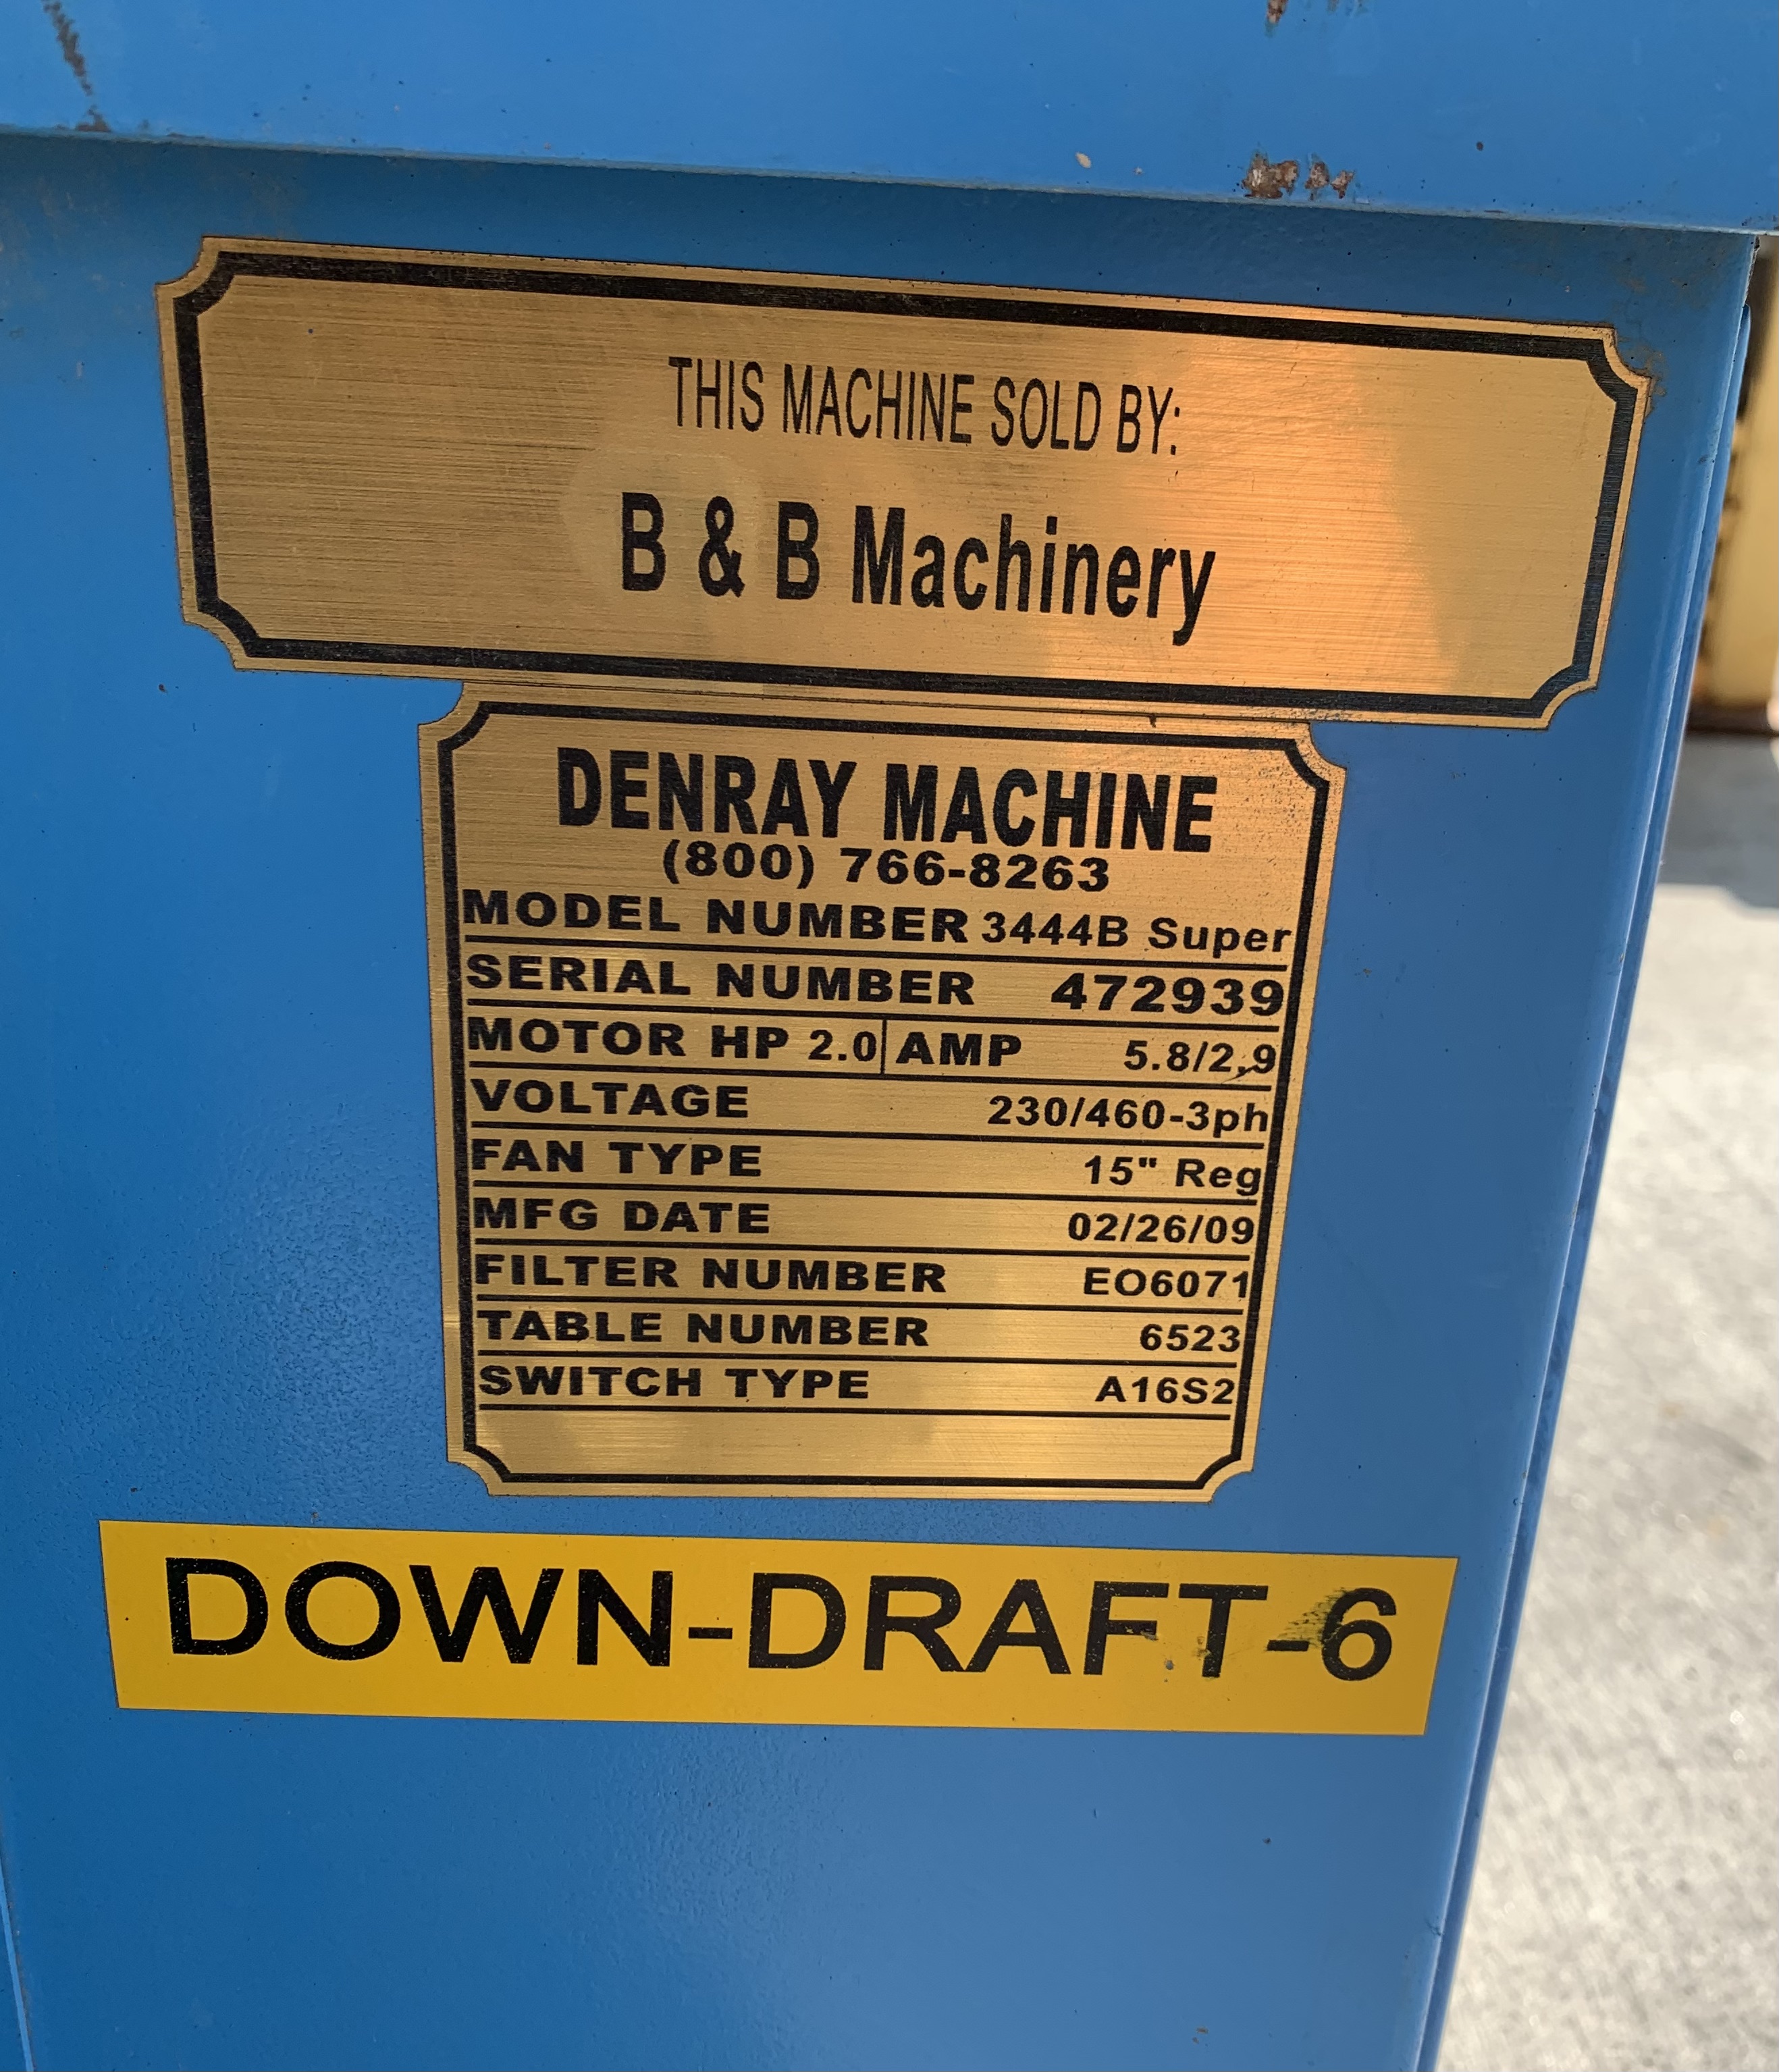 THIS MACHINE SOLD BY:
B & B Machinery
DENRAY MACHINE
(800) 766-8263
MODEL NUMBER 3444B Super
SERIAL NUMBER 472939
MOTOR HP 2.0 AMP 5.8/2.9
VOLTAGE 230/460-3ph
FAN TYPE 15" Reg
MFG DATE 02/26/09
FILTER NUMBER EO6071
TABLE NUMBER 6523
SWITCH TYPE A16S2
DOWN-DRAFT-6